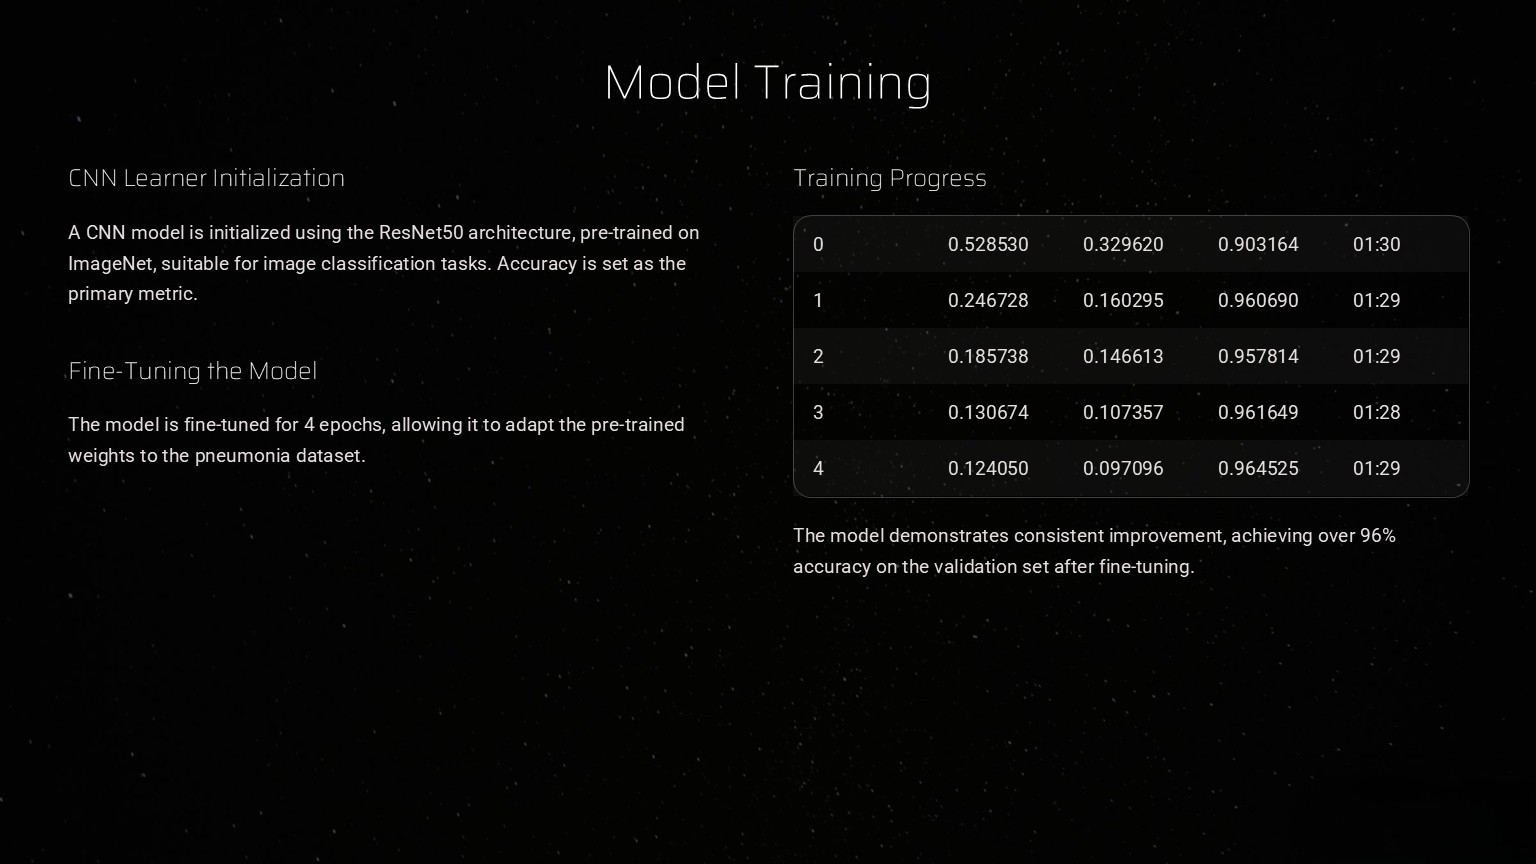 Model Training
CNN Learner Initialization
A CNN model is initialized using the ResNet50 architecture, pre-trained on
ImageNet, suitable for image classification tasks. Accuracy is set as the
primary metric.
Fine-Tuning the Model
The model is fine-tuned for 4 epochs, allowing it to adapt the pre-trained
weights to the pneumonia dataset.
Training Progress
0 0.528530 0.329620 0.903164 01:30
1 0.246728 0.160295 0.960690 01:29
2 0.185738 0.146613 0.957814 01:29
3 0.130674 0.107357 0.961649 01:28
4 0.124050 0.097096 0.964525 01:29
The model demonstrates consistent improvement, achieving over 96%
accuracy on the validation set after fine-tuning.